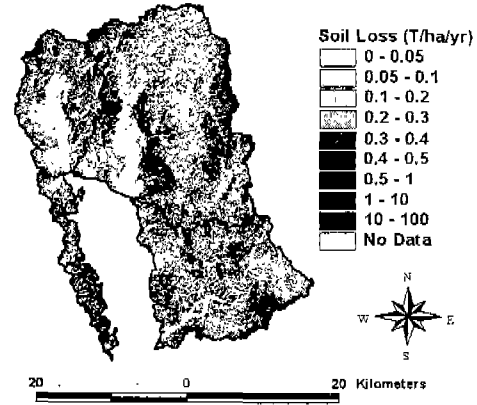 Soil Loss (T/ha/yr)
0 - 0.05
0.05 - 0.1
0.1 - 0.2
0.2 - 0.3
0.3 - 0.4
0.4 - 0.5
0.5 - 1
1 - 10
10 - 100
No Data
N
W E
S
20 0 20 Kilometers